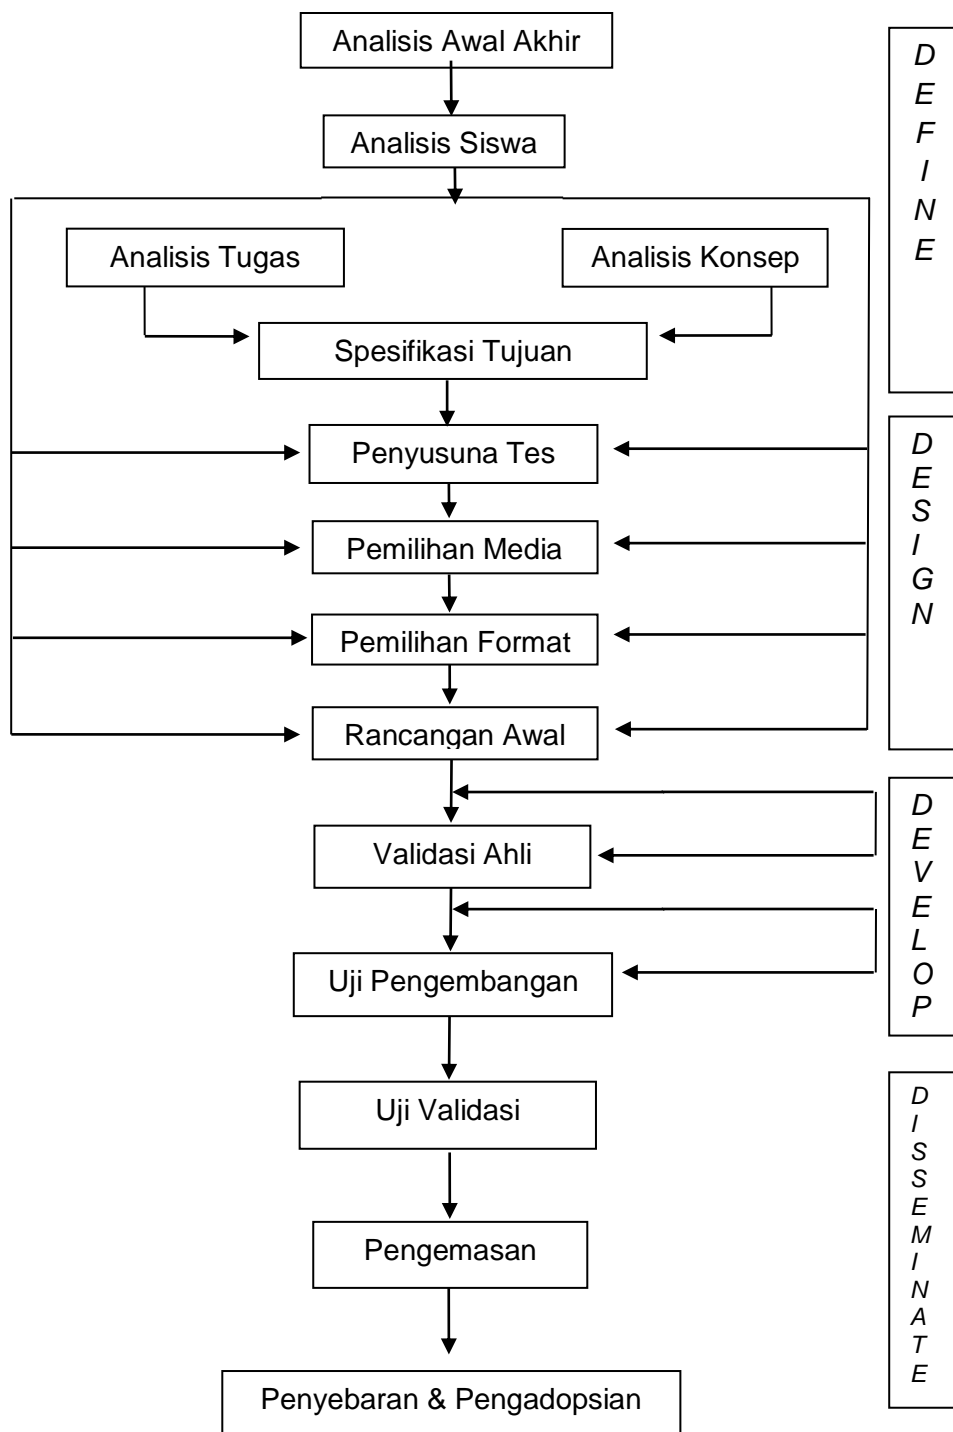 Analisis Awal Akhir
Analisis Siswa
Analisis Tugas
Analisis Konsep
Spesifikasi Tujuan
Penyusuna Tes
Pemilihan Media
Pemilihan Format
Rancangan Awal
Validasi Ahli
Uji Pengembangan
Uji Validasi
Pengemasan
Penyebaran & Pengadopsian
DEFINE
DESIGN
DEVELOP
DISSEMINATE